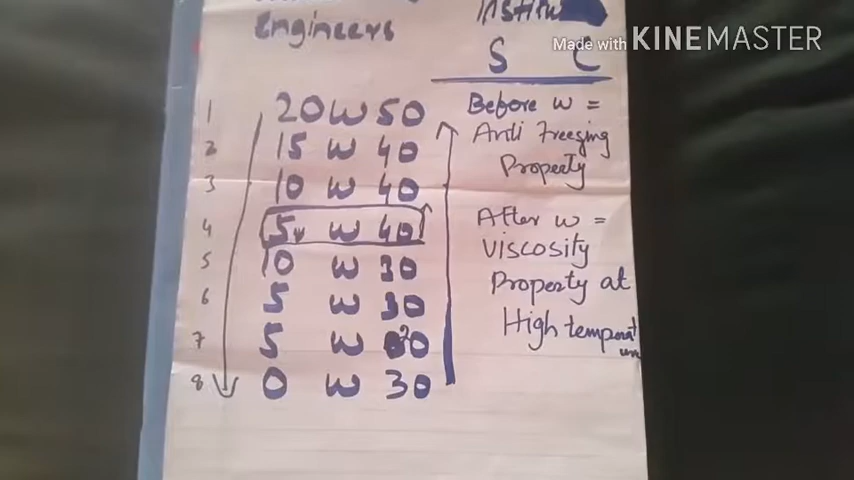 Engineers
Made with KINEMASTER
S C
1 20 W 50
2 15 W 40
3 10 W 40
4 5 W 40
5 10 W 30
6 5 W 30
7 5 W 20
8 0 W 30
Before W =
Anti Freezing
Property
After W =
Viscosity
Property at
High temperature